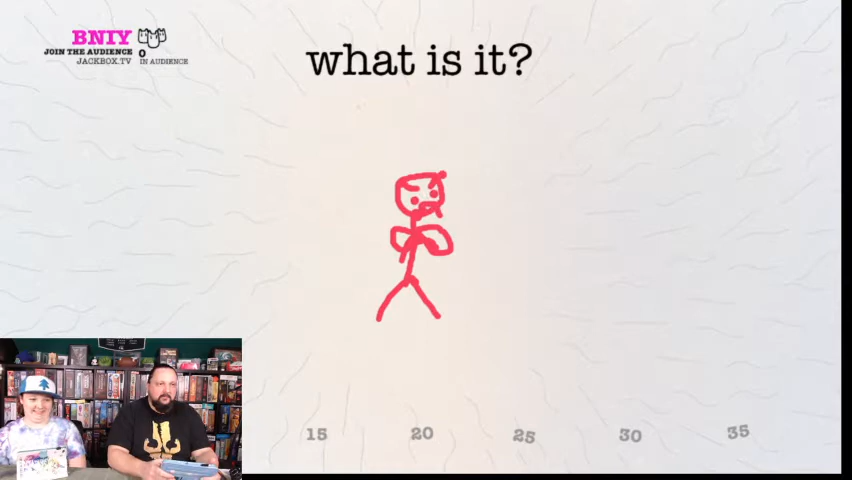 BNIY
JOIN THE AUDIENCE 0
JACKBOX.TV IN AUDIENCE
what is it?
15 20 25 30 35